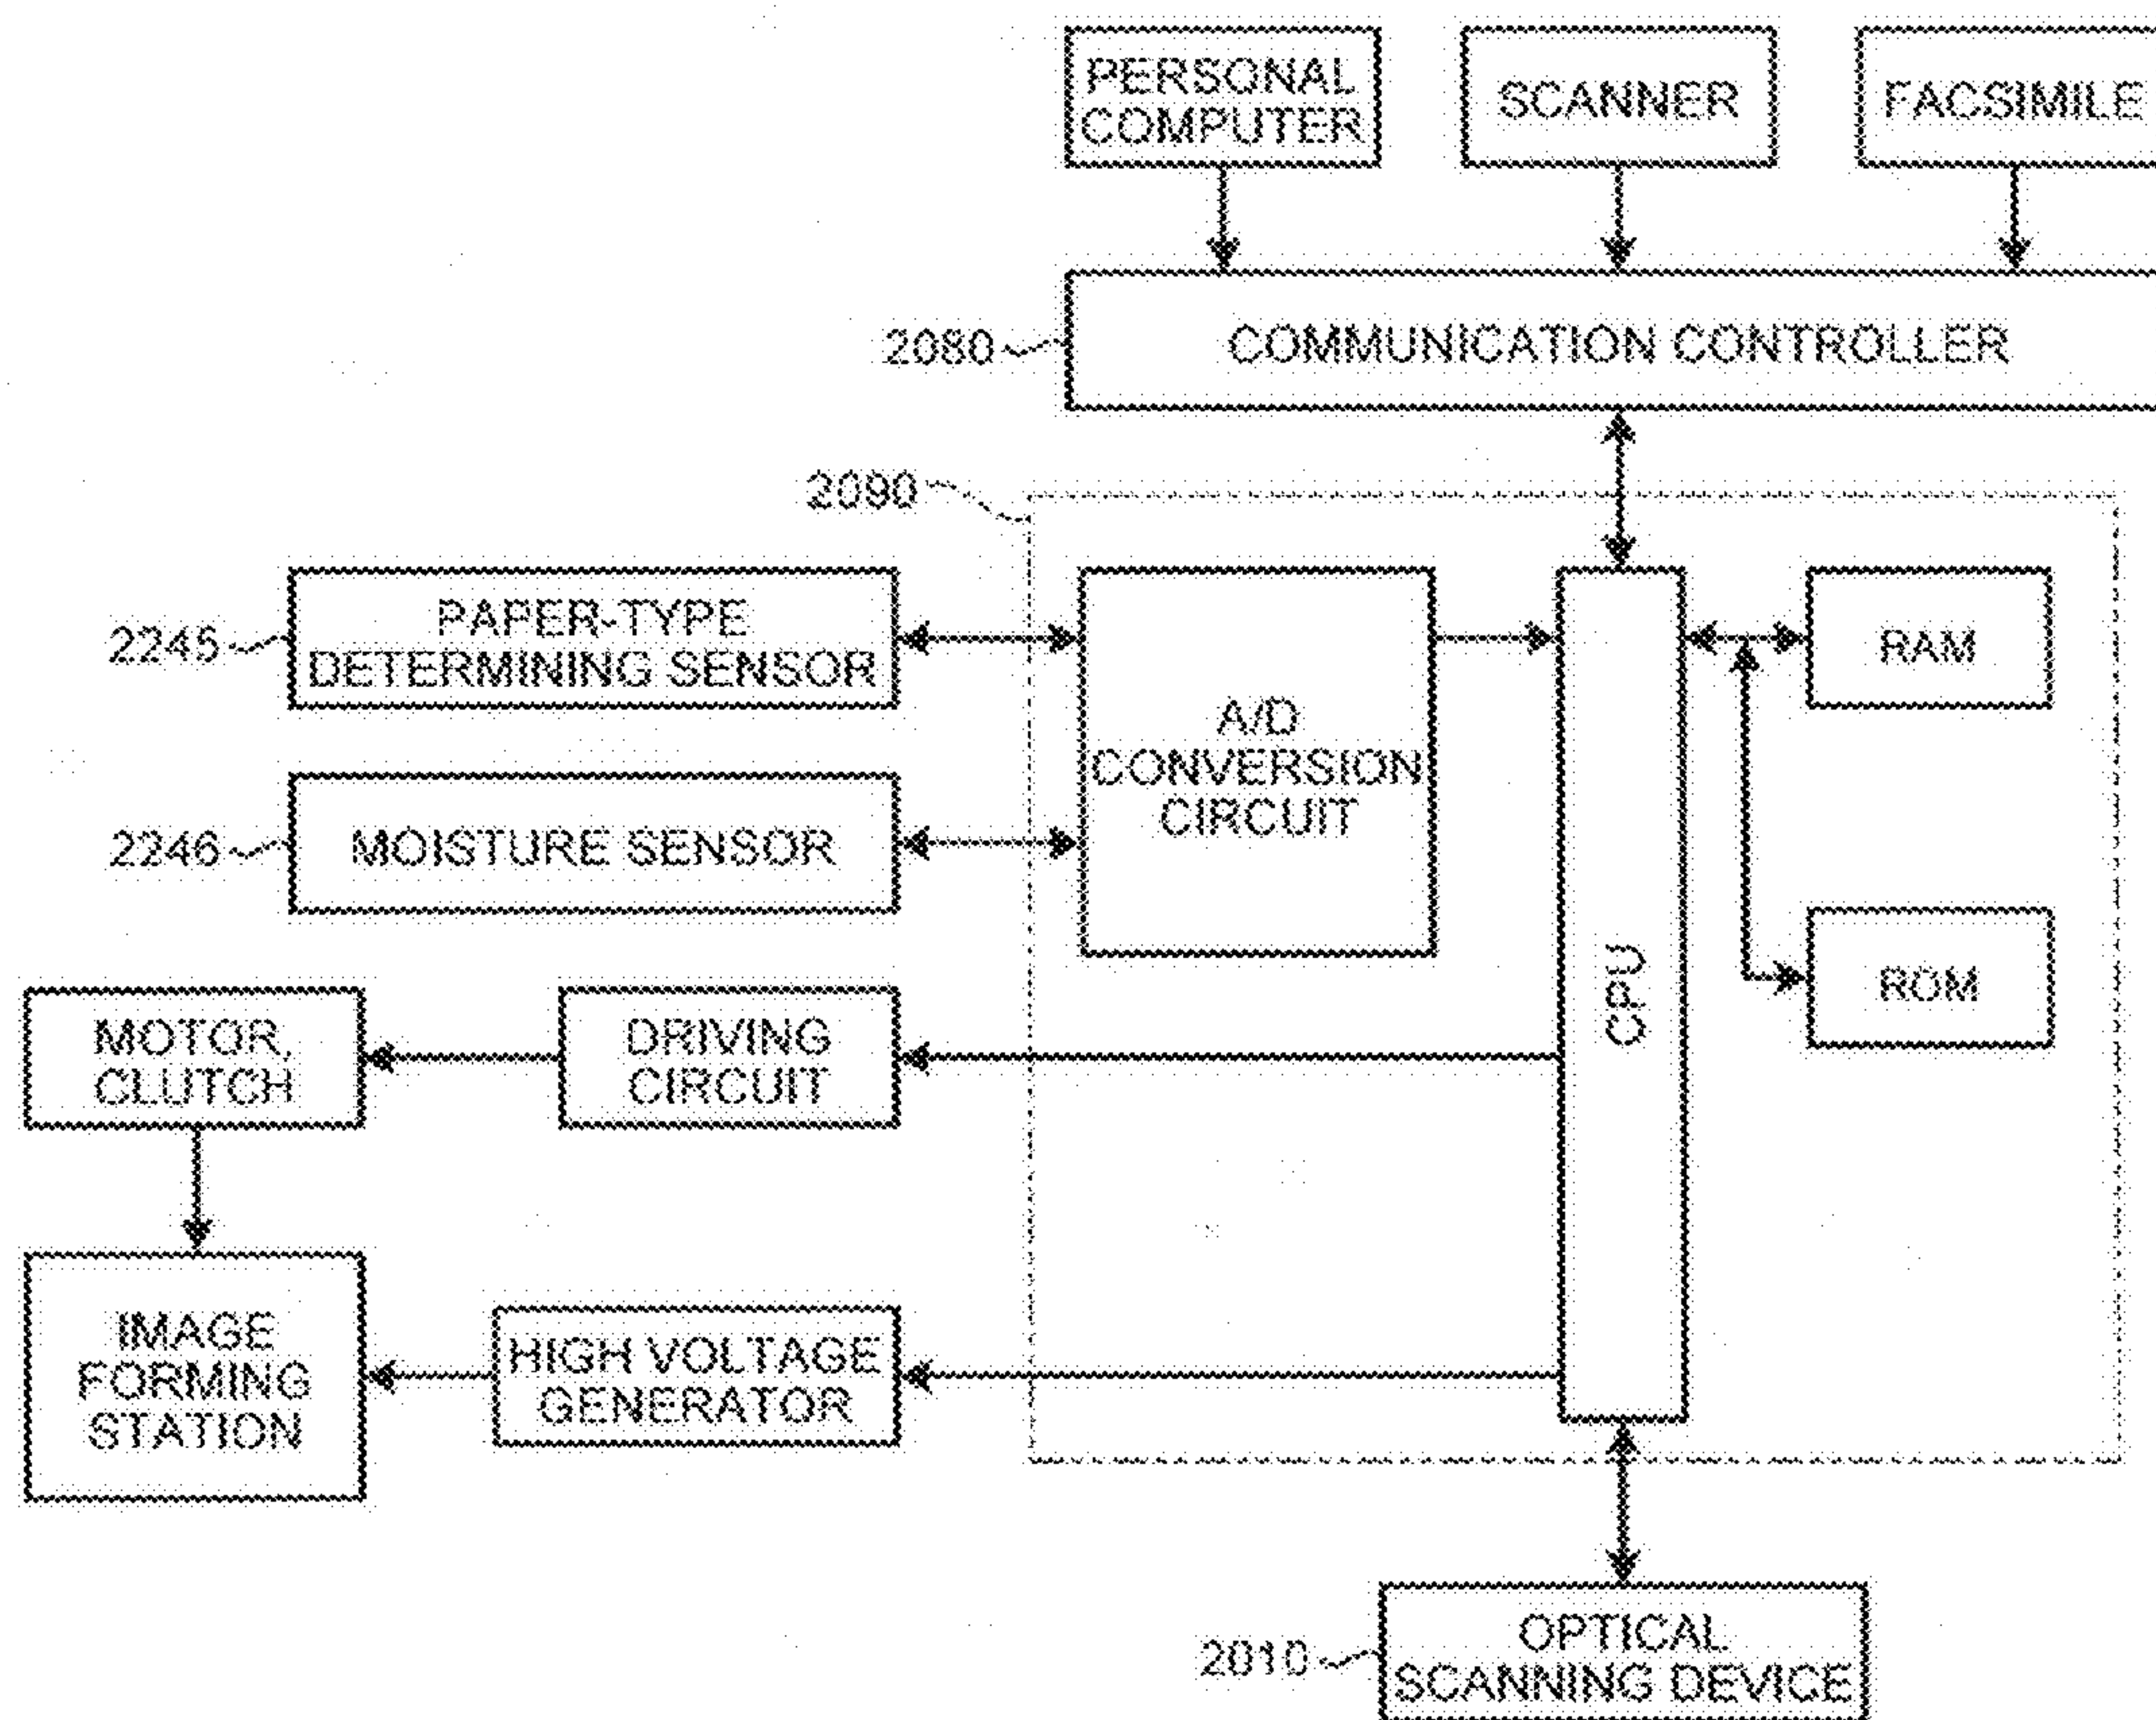 PERSONAL
COMPUTER
SCANNER
FACSIMILE
2080
COMMUNICATION CONTROLLER
2090
2245
PAPER-TYPE
DETERMINING SENSOR
A/D
CONVERSION
CIRCUIT
RAM
2246
MOISTURE SENSOR
CPU
ROM
MOTOR,
CLUTCH
DRIVING
CIRCUIT
IMAGE
FORMING
STATION
HIGH VOLTAGE
GENERATOR
2010
OPTICAL
SCANNING DEVICE